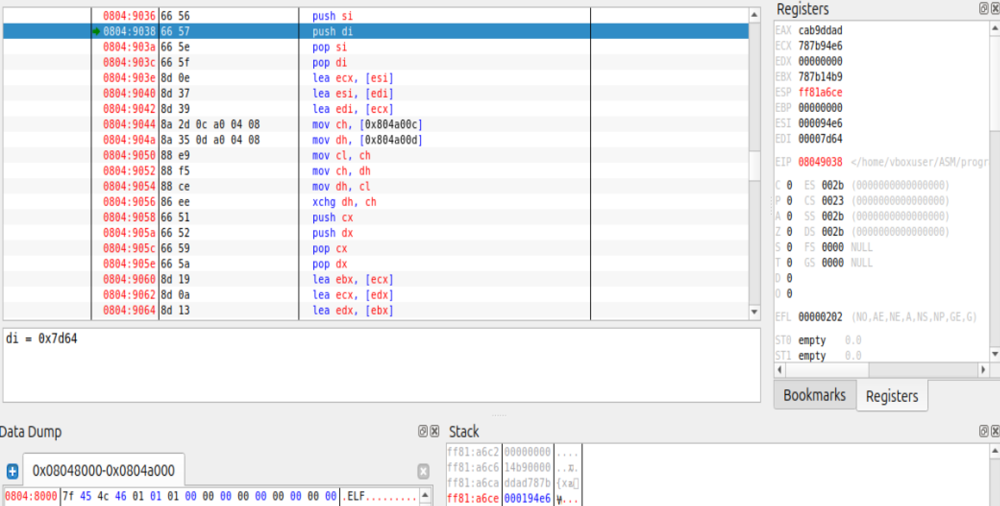 0804:9036 66 56 push si
0804:9038 66 57 push di
0804:903a 66 5e pop si
0804:903c 66 5f pop di
0804:903e 8d 0e lea ecx, [esi]
0804:9040 8d 37 lea esi, [edi]
0804:9042 8d 39 lea edi, [ecx]
0804:9044 8a 2d 0c a0 04 08 mov ch, [0x804a00c]
0804:904a 8a 35 0d a0 04 08 mov dh, [0x804a00d]
0804:9050 88 e9 mov cl, ch
0804:9052 88 f5 mov ch, dh
0804:9054 88 ce mov dh, cl
0804:9056 86 ee xchg dh, ch
0804:9058 66 51 push cx
0804:905a 66 52 push dx
0804:905c 66 59 pop cx
0804:905e 66 5a pop dx
0804:9060 8d 19 lea ebx, [ecx]
0804:9062 8d 0a lea ecx, [edx]
0804:9064 8d 13 lea edx, [ebx]
di = 0x7d64
Registers
EAX cab9ddad
ECX 787b94e6
EDX 00000000
EBX 787b14b9
ESP ff81a6ce
EBP 00000000
ESI 000094e6
EDI 00007d64
EIP 08049038 </home/vboxuser/ASM/progr
C 0 ES 002b (0000000000000000)
P 0 CS 0023 (0000000000000000)
A 0 SS 002b (0000000000000000)
Z 0 DS 002b (0000000000000000)
S 0 FS 0000 NULL
T 0 GS 0000 NULL
D 0
O 0
EFL 00000202 (NO,AE,NE,A,NS,NP,GE,G)
ST0 empty 0.0
ST1 empty 0.0
Bookmarks Registers
Data Dump
0x08048000-0x0804a000
0804:8000 7f 45 4c 46 01 01 01 00 00 00 00 00 00 00 00 00 .ELF.........
Stack
ff81:a6c2 00000000 ....
ff81:a6c6 14b90000
ff81:a6ca ddad787b
ff81:a6ce 000194e6